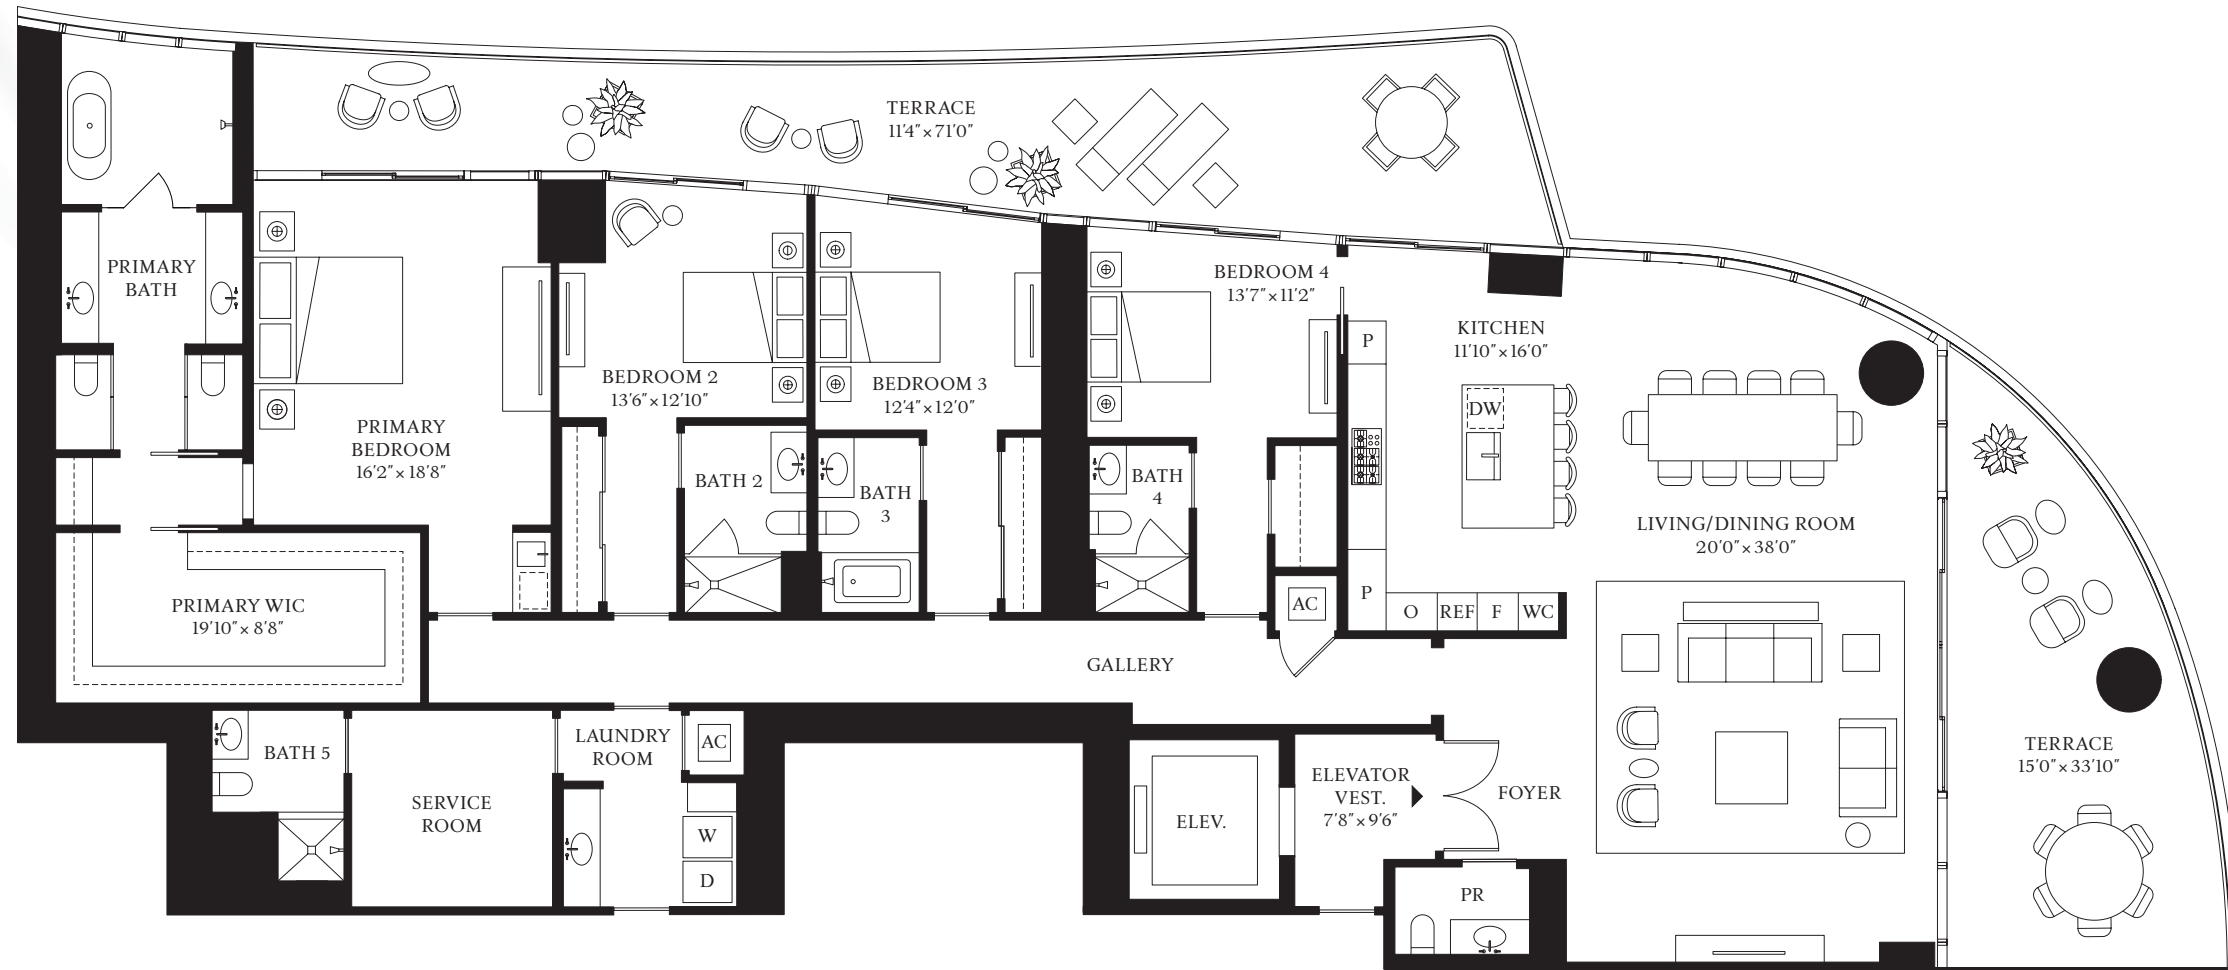 TERRACE
11'4"×71'0"
PRIMARY
BATH
BEDROOM 4
13'7"×11'2"
KITCHEN
11'10"×16'0"
P
BEDROOM 2
13'6"×12'10"
BEDROOM 3
12'4"×12'0"
DW
PRIMARY
BEDROOM
16'2"×18'8"
BATH 2
BATH
3
BATH
4
LIVING/DINING ROOM
20'0"×38'0"
PRIMARY WIC
19'10"×8'8"
AC
P
O
REF
F
WC
GALLERY
BATH 5
LAUNDRY
ROOM
AC
TERRACE
15'0"×33'10"
SERVICE
ROOM
ELEVATOR
VEST.
7'8"×9'6"
FOYER
ELEV.
W
D
PR